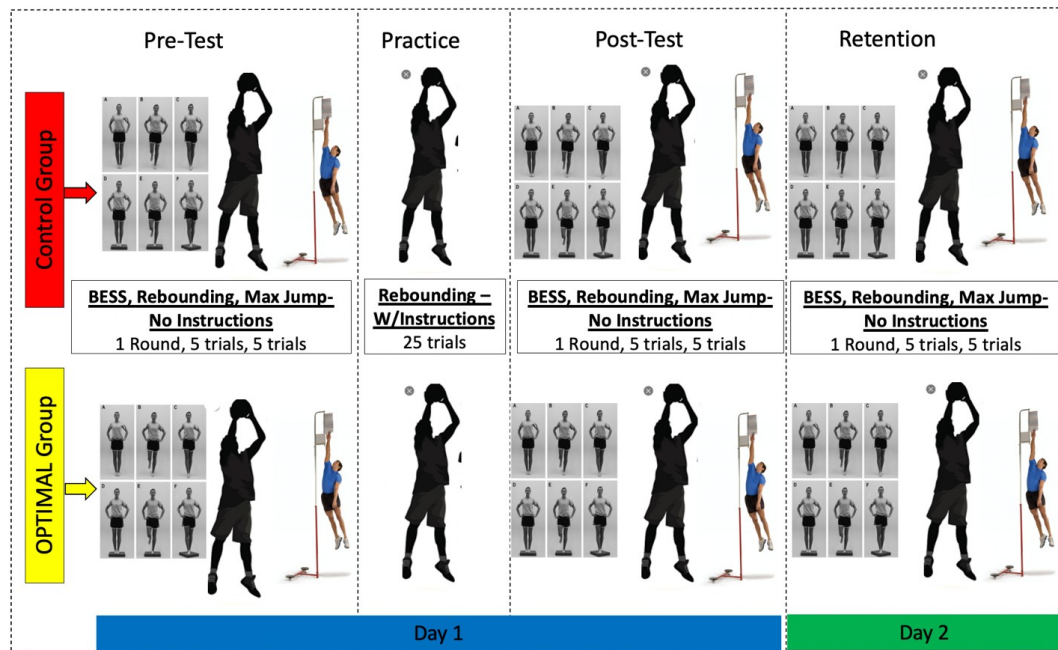 Pre-Test
Practice
Post-Test
Retention
Control Group
A B C
D E F
A B C
D E F
A B C
D E F
BESS, Rebounding, Max Jump-
No Instructions
1 Round, 5 trials, 5 trials
Rebounding –
W/Instructions
25 trials
BESS, Rebounding, Max Jump-
No Instructions
1 Round, 5 trials, 5 trials
BESS, Rebounding, Max Jump-
No Instructions
1 Round, 5 trials, 5 trials
OPTIMAL Group
A B C
D E F
A B C
D E F
A B C
D E F
Day 1
Day 2